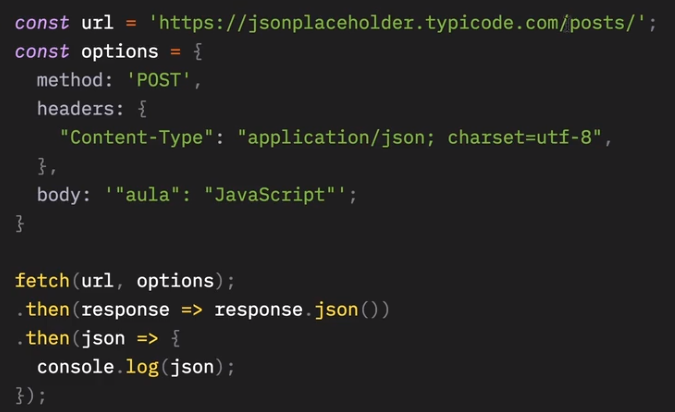 const url = 'https://jsonplaceholder.typicode.com/posts/';
const options = {
  method: 'POST',
  headers: {
    "Content-Type": "application/json; charset=utf-8",
  },
  body: '"aula": "JavaScript"';
}

fetch(url, options);
.then(response => response.json())
.then(json => {
  console.log(json);
});